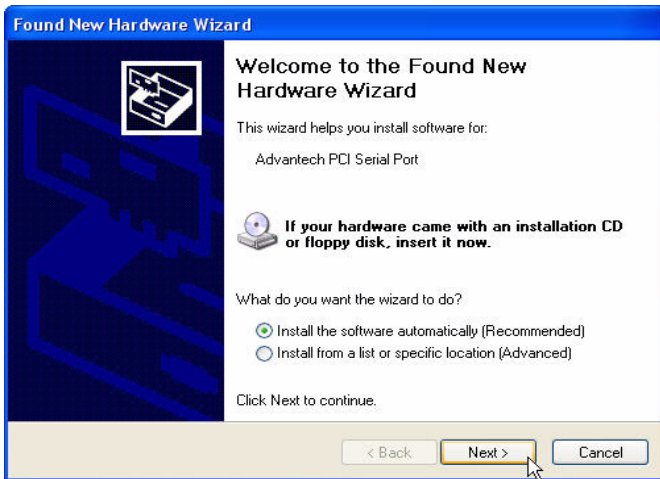 Found New Hardware Wizard
Welcome to the Found New
Hardware Wizard
This wizard helps you install software for:
Advantech PCI Serial Port
If your hardware came with an installation CD
or floppy disk, insert it now.
What do you want the wizard to do?
Install the software automatically (Recommended)
Install from a list or specific location (Advanced)
Click Next to continue.
< Back Next > Cancel